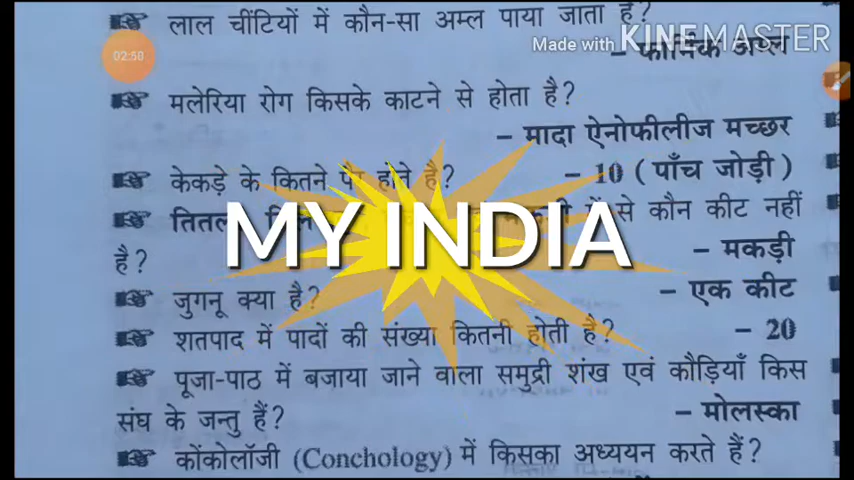 लाल चींटियों में कौन-सा अम्ल पाया जाता है?
Made with KINEMASTER
– फॉर्मिक अम्ल
02:50
मलेरिया रोग किसके काटने से होता है?
– मादा ऐनोफीलीज मच्छर
केकड़े के कितने पैर होते है? – 10 ( पाँच जोड़ी )
से कौन कीट नहीं
MY INDIA
है? – मकड़ी
जुगनू क्या है? – एक कीट
शतपाद में पादों की संख्या कितनी होती है? – 20
पूजा-पाठ में बजाया जाने वाला समुद्री शंख एवं कौड़ियाँ किस
संघ के जन्तु हैं? – मोलस्का
कोंकोलॉजी (Conchology) में किसका अध्ययन करते हैं?